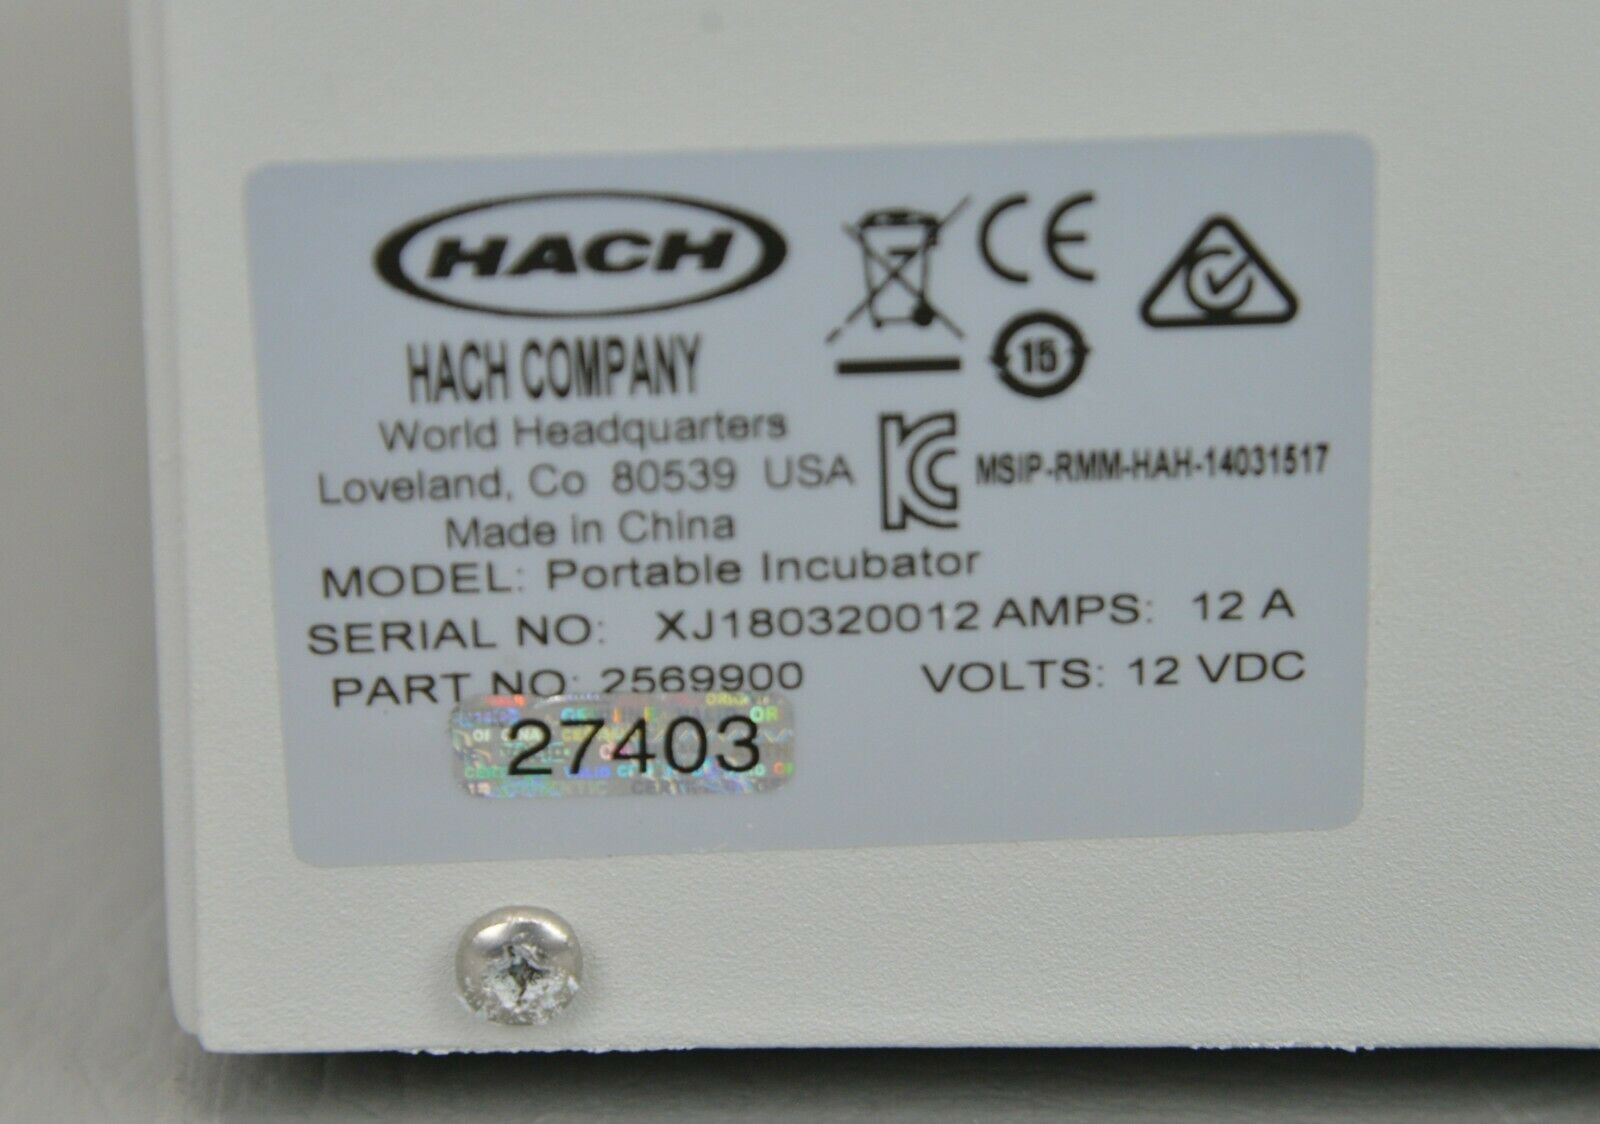 HACH
HACH COMPANY
World Headquarters
Loveland, Co 80539 USA
Made in China
CE
15
KC MSIP-RMM-HAH-14031517
MODEL: Portable Incubator
SERIAL NO: XJ180320012 AMPS: 12 A
PART NO: 2569900 VOLTS: 12 VDC
27403